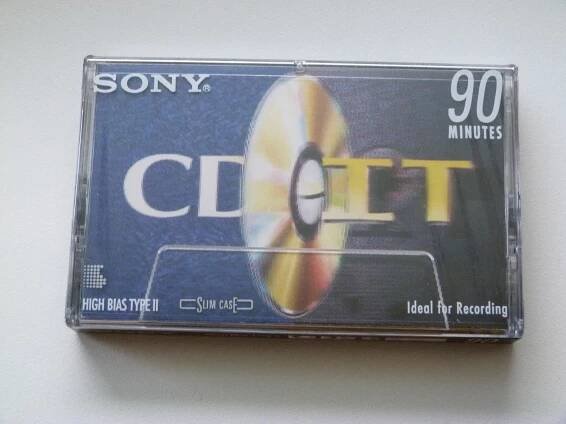 SONY®
90
MINUTES
CD IT
HIGH BIAS TYPE II
SLIM CASE
Ideal for Recording